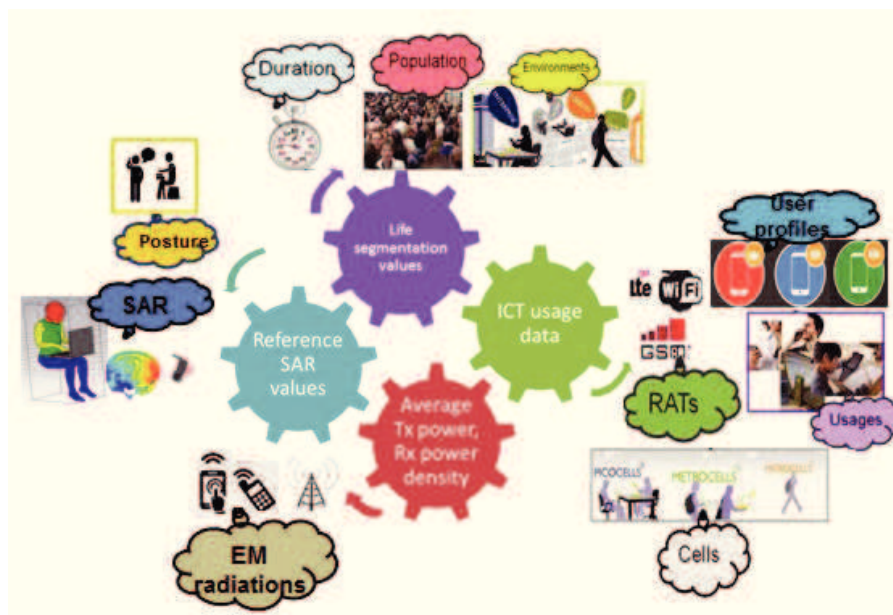 Duration
Population
Environments
Posture
User
profiles
Life
segmentation
values
Lte
WiFi
SAR
ICT usage
data
GSM
Reference
SAR
values
RATs
Average
Tx power,
Rx power
density
Usages
PICOCELLS
METROCELLS
METROCELLS
EM
radiations
Cells